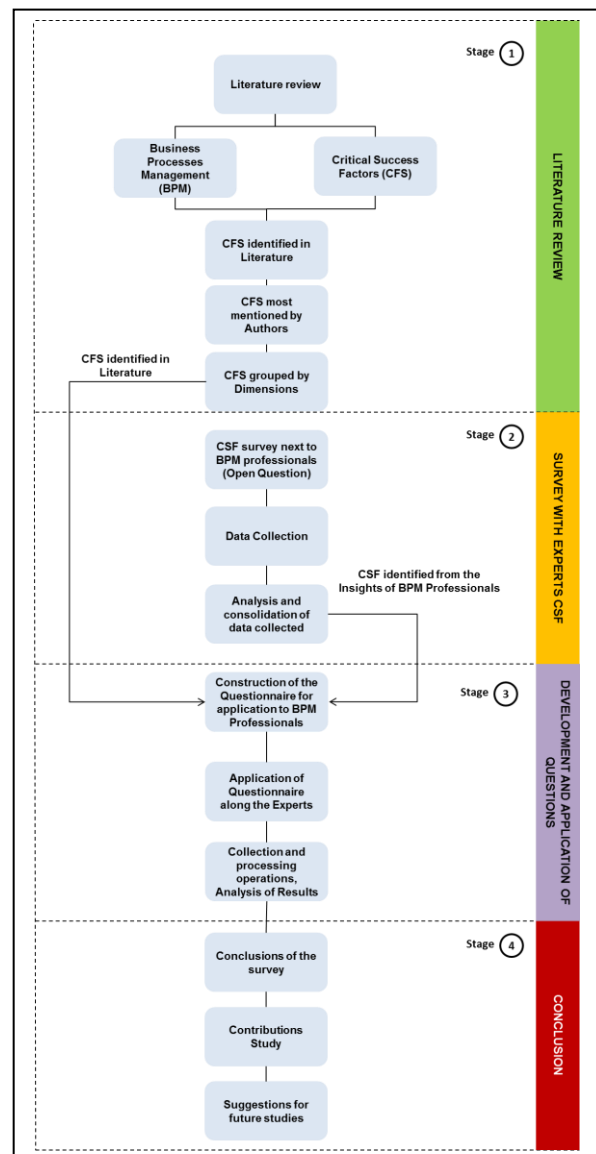 Stage 1
Literature review
Business
Processes
Management
(BPM)
Critical Success
Factors (CFS)
CFS identified in
Literature
CFS most
mentioned by
Authors
CFS identified in
Literature
CFS grouped by
Dimensions
LITERATURE REVIEW
Stage 2
CSF survey next to
BPM professionals
(Open Question)
Data Collection
CSF identified from the
Insights of BPM Professionals
Analysis and
consolidation of
data collected
SURVEY WITH EXPERTS CSF
Stage 3
Construction of the
Questionnaire for
application to BPM
Professionals
Application of
Questionnaire
along the Experts
Collection and
processing
operations,
Analysis of Results
DEVELOPMENT AND APPLICATION OF
QUESTIONS
Stage 4
Conclusions of the
survey
Contributions
Study
Suggestions for
future studies
CONCLUSION